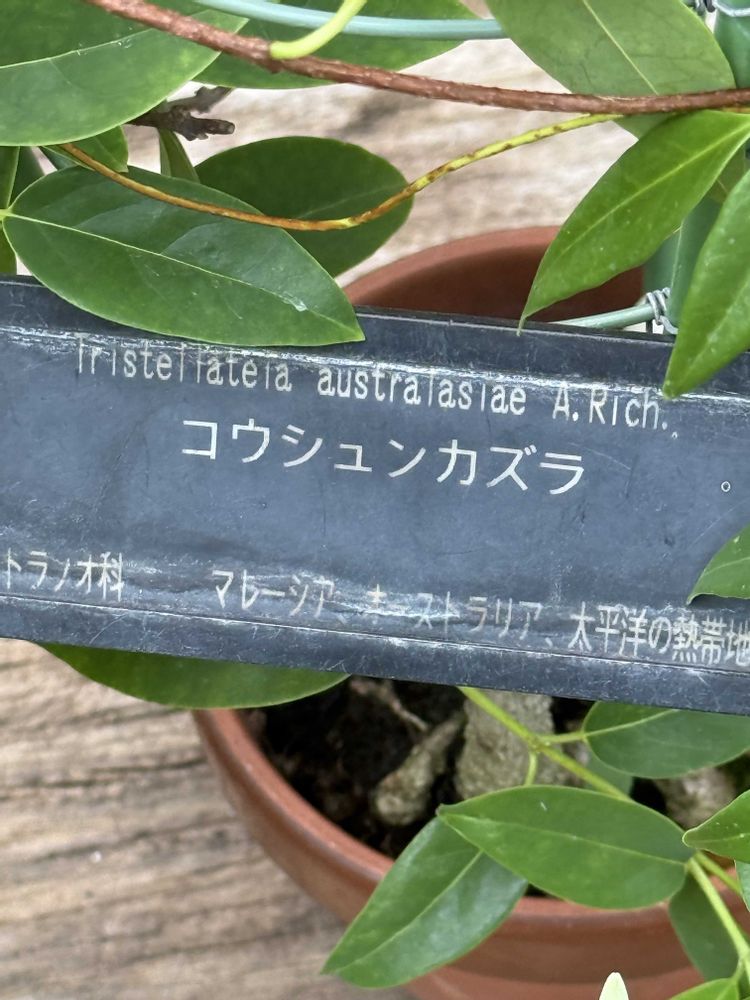 Tristellateia australasiae A.Rich.
コウシュンカズラ
トラノオ科 マレーシア、オーストラリア、太平洋の熱帯地